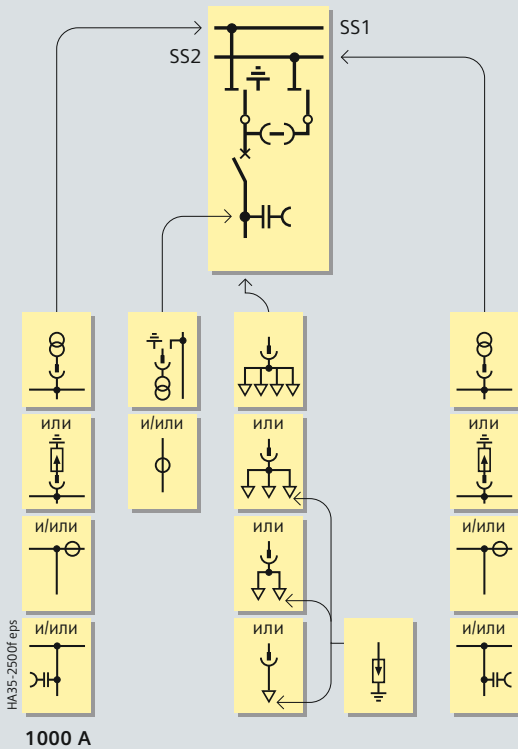 SS1
SS2
или
и/или
или
или
и/или
или
и/или
и/или
или
и/или
HA35-2500f eps
1000 A